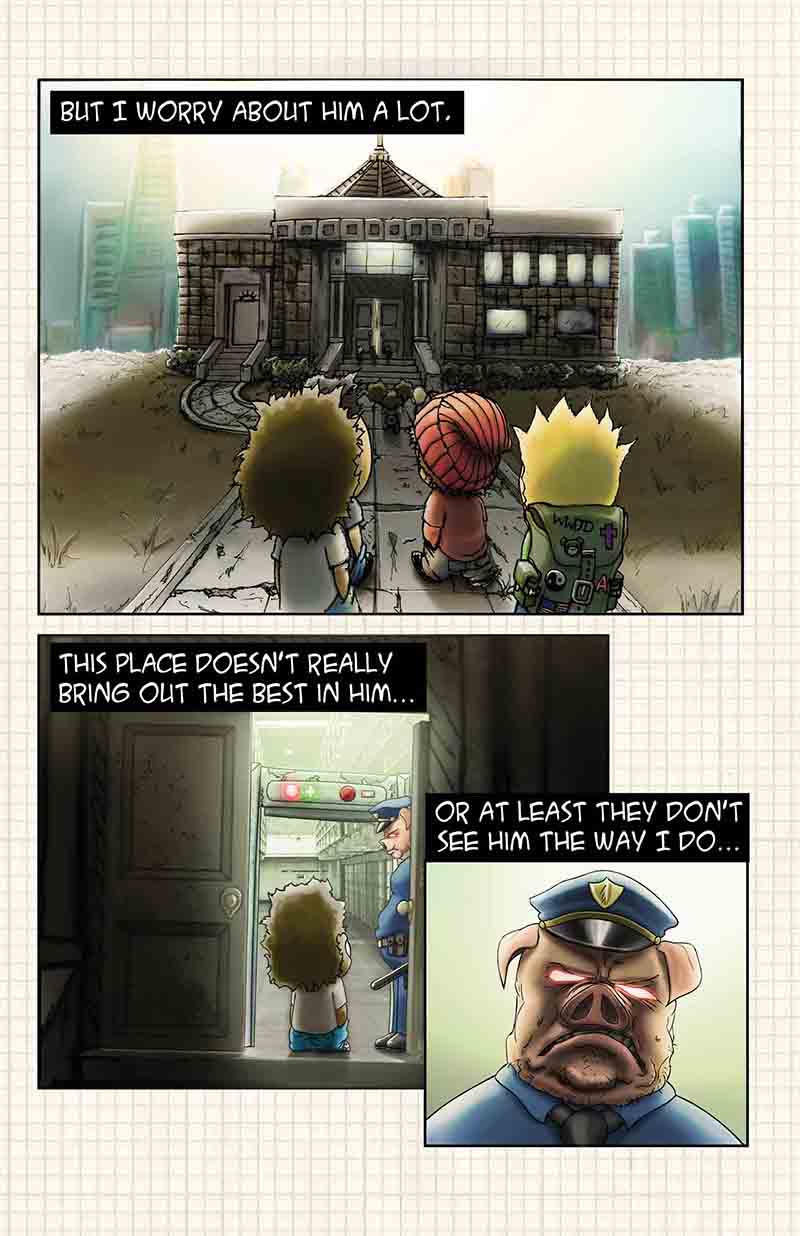 BUT I WORRY ABOUT HIM A LOT.
WWJD
A
THIS PLACE DOESN'T REALLY
BRING OUT THE BEST IN HIM...
OR AT LEAST THEY DON'T
SEE HIM THE WAY I DO...